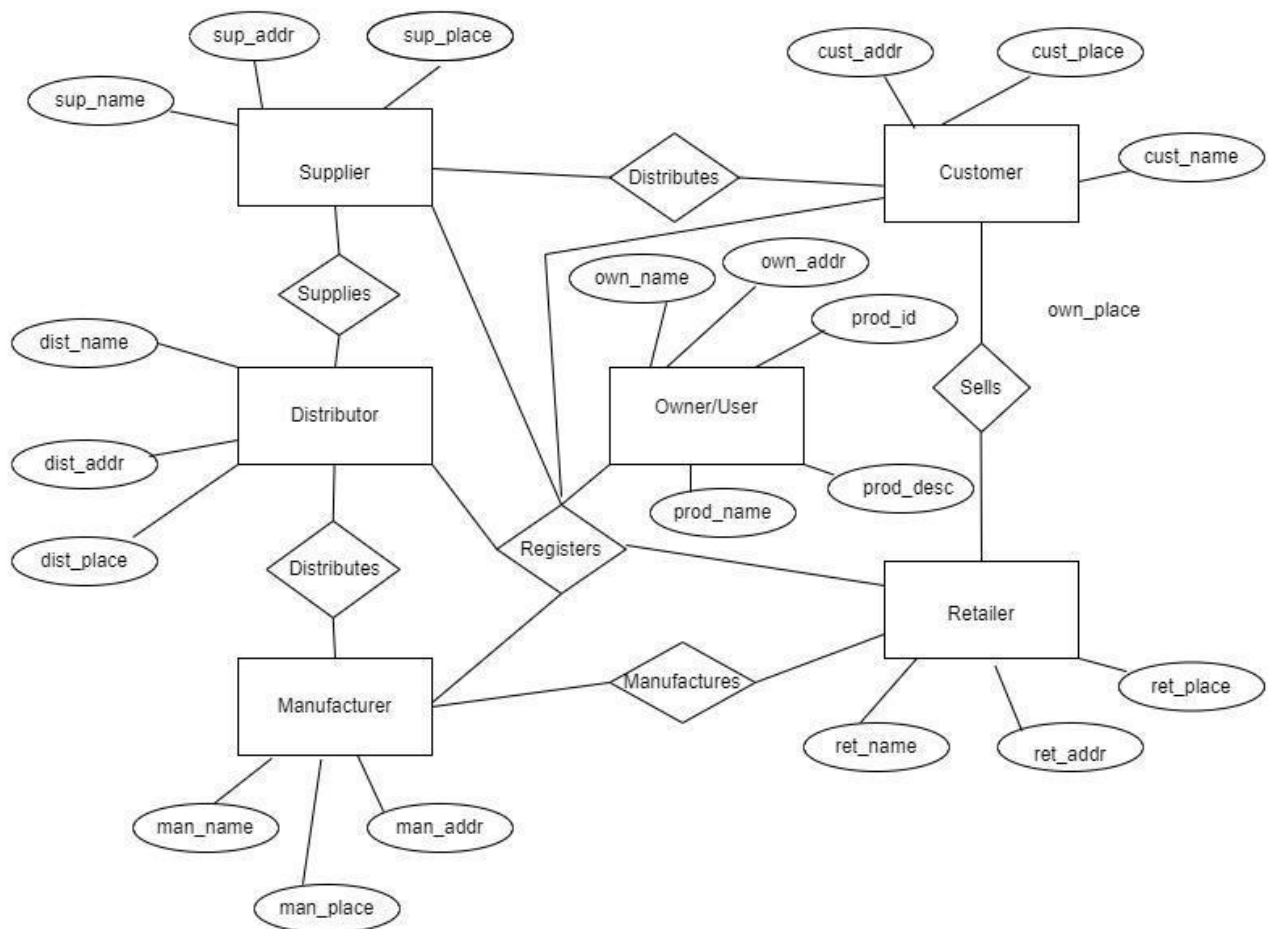 sup_addr
sup_place
cust_addr
cust_place
sup_name
cust_name
Supplier
Distributes
Customer
own_name
own_addr
Supplies
own_place
prod_id
dist_name
Sells
Distributor
Owner/User
dist_addr
prod_desc
prod_name
dist_place
Registers
Distributes
Retailer
Manufactures
ret_place
Manufacturer
ret_name
ret_addr
man_name
man_addr
man_place